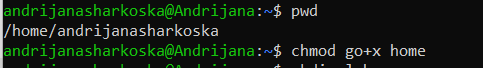 andrijanasharkoska@Andrijana:~$ pwd
/home/andrijanasharkoska
andrijanasharkoska@Andrijana:~$ chmod go+x home